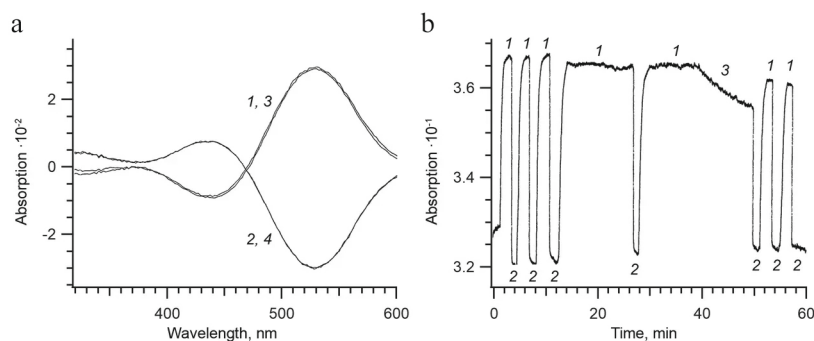 a
Absorption ·10-2
2
0
-2
1, 3
2, 4
400
500
600
Wavelength, nm
b
Absorption ·10-1
3.6
3.4
3.2
1 1 1 1 1 3 1 1
2 2 2 2 2 2 2
0
20
40
60
Time, min